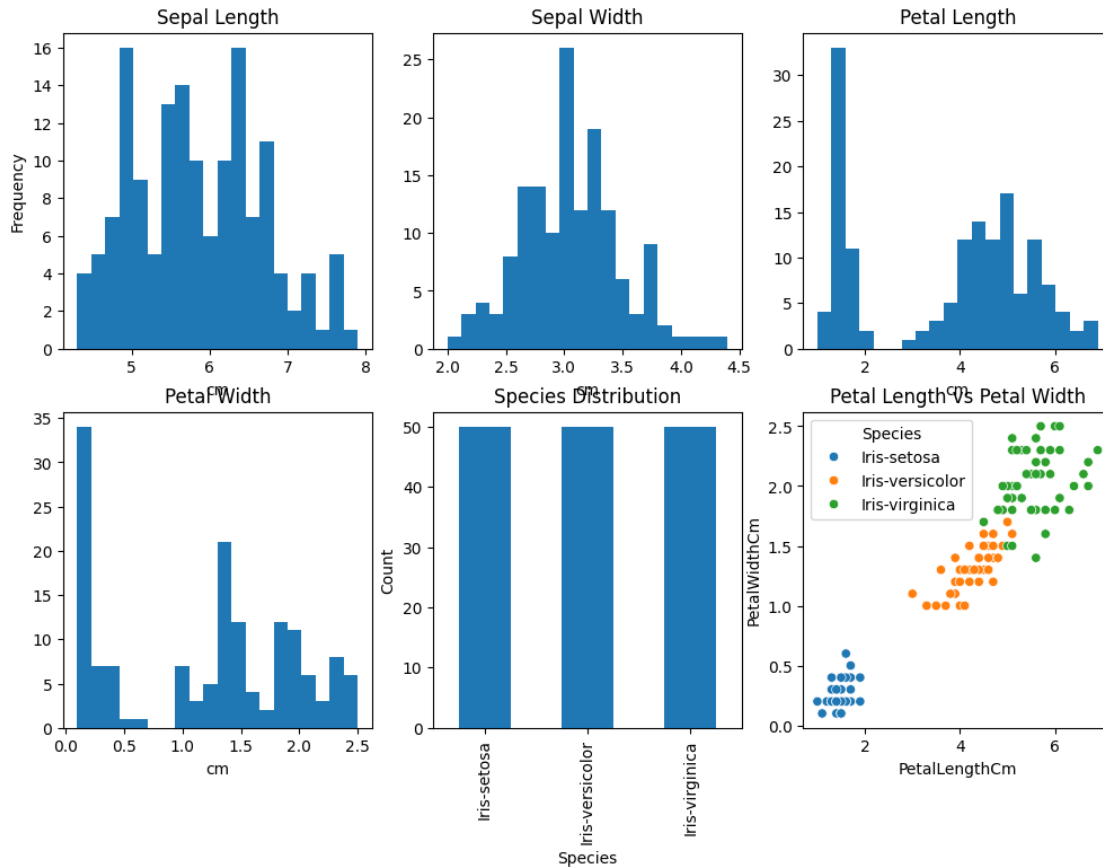 Sepal Length
Sepal Width
Petal Length
16
14
12
10
8
6
4
2
0
Frequency
5
6
7
8
cm
25
20
15
10
5
0
2.0
2.5
3.0
3.5
4.0
4.5
cm
30
25
20
15
10
5
0
2
4
6
cm
Petal Width
Species Distribution
Petal Length vs Petal Width
35
30
25
20
15
10
5
0
0.0
0.5
1.0
1.5
2.0
2.5
cm
50
40
30
20
10
0
Count
Iris-setosa
Iris-versicolor
Iris-virginica
Species
2.5
2.0
1.5
1.0
0.5
0.0
PetalWidthCm
Species
Iris-setosa
Iris-versicolor
Iris-virginica
2
4
6
PetalLengthCm